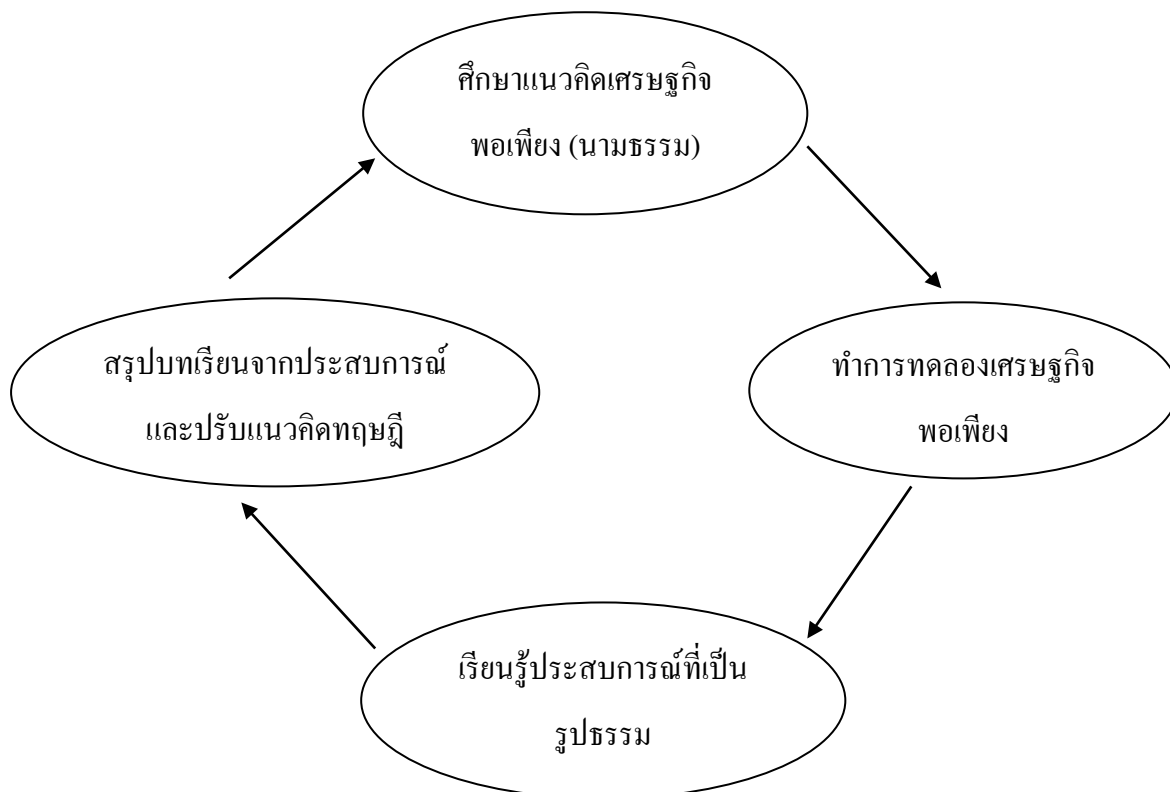 ศึกษาแนวคิดเศรษฐกิจ
พอเพียง (นามธรรม)
ทำการทดลองเศรษฐกิจ
พอเพียง
เรียนรู้ประสบการณ์ที่เป็น
รูปธรรม
สรุปบทเรียนจากประสบการณ์
และปรับแนวคิดทฤษฎี